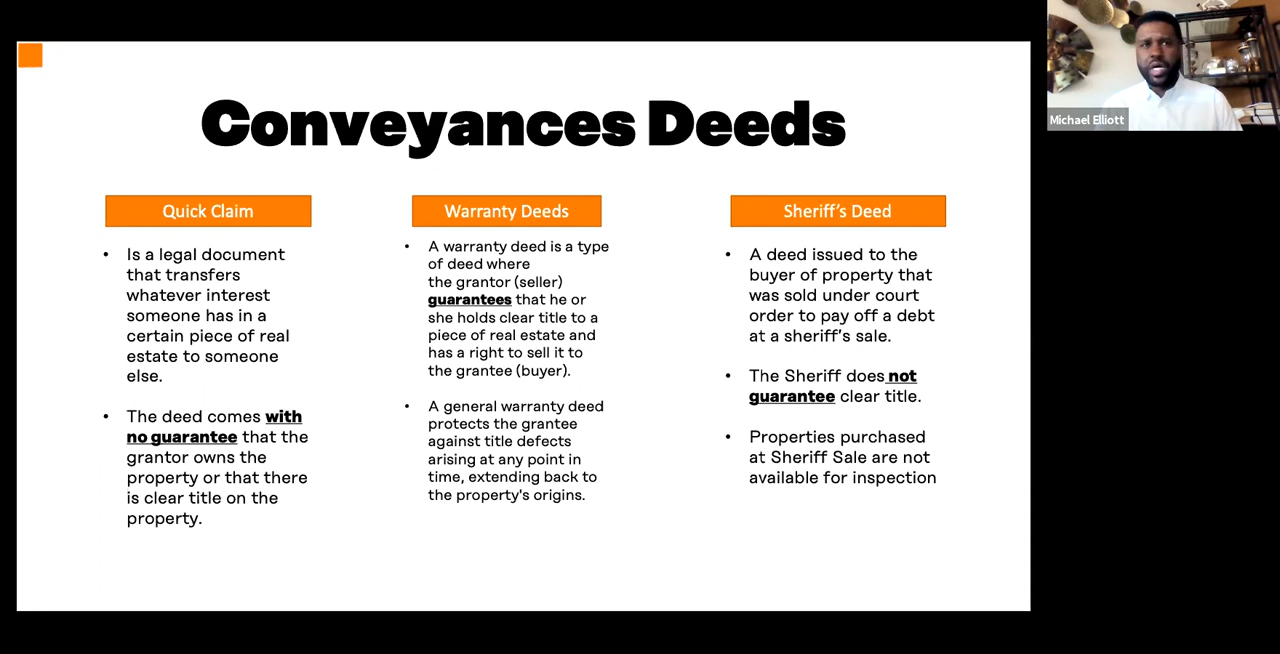 Conveyances Deeds
Quick Claim
• Is a legal document
that transfers
whatever interest
someone has in a
certain piece of real
estate to someone
else.
• The deed comes with
no guarantee that the
grantor owns the
property or that there
is clear title on the
property.
Warranty Deeds
• A warranty deed is a type
of deed where
the grantor (seller)
guarantees that he or
she holds clear title to a
piece of real estate and
has a right to sell it to
the grantee (buyer).
• A general warranty deed
protects the grantee
against title defects
arising at any point in
time, extending back to
the property's origins.
Sheriff’s Deed
• A deed issued to the
buyer of property that
was sold under court
order to pay off a debt
at a sheriff’s sale.
• The Sheriff does not
guarantee clear title.
• Properties purchased
at Sheriff Sale are not
available for inspection
Michael Elliott